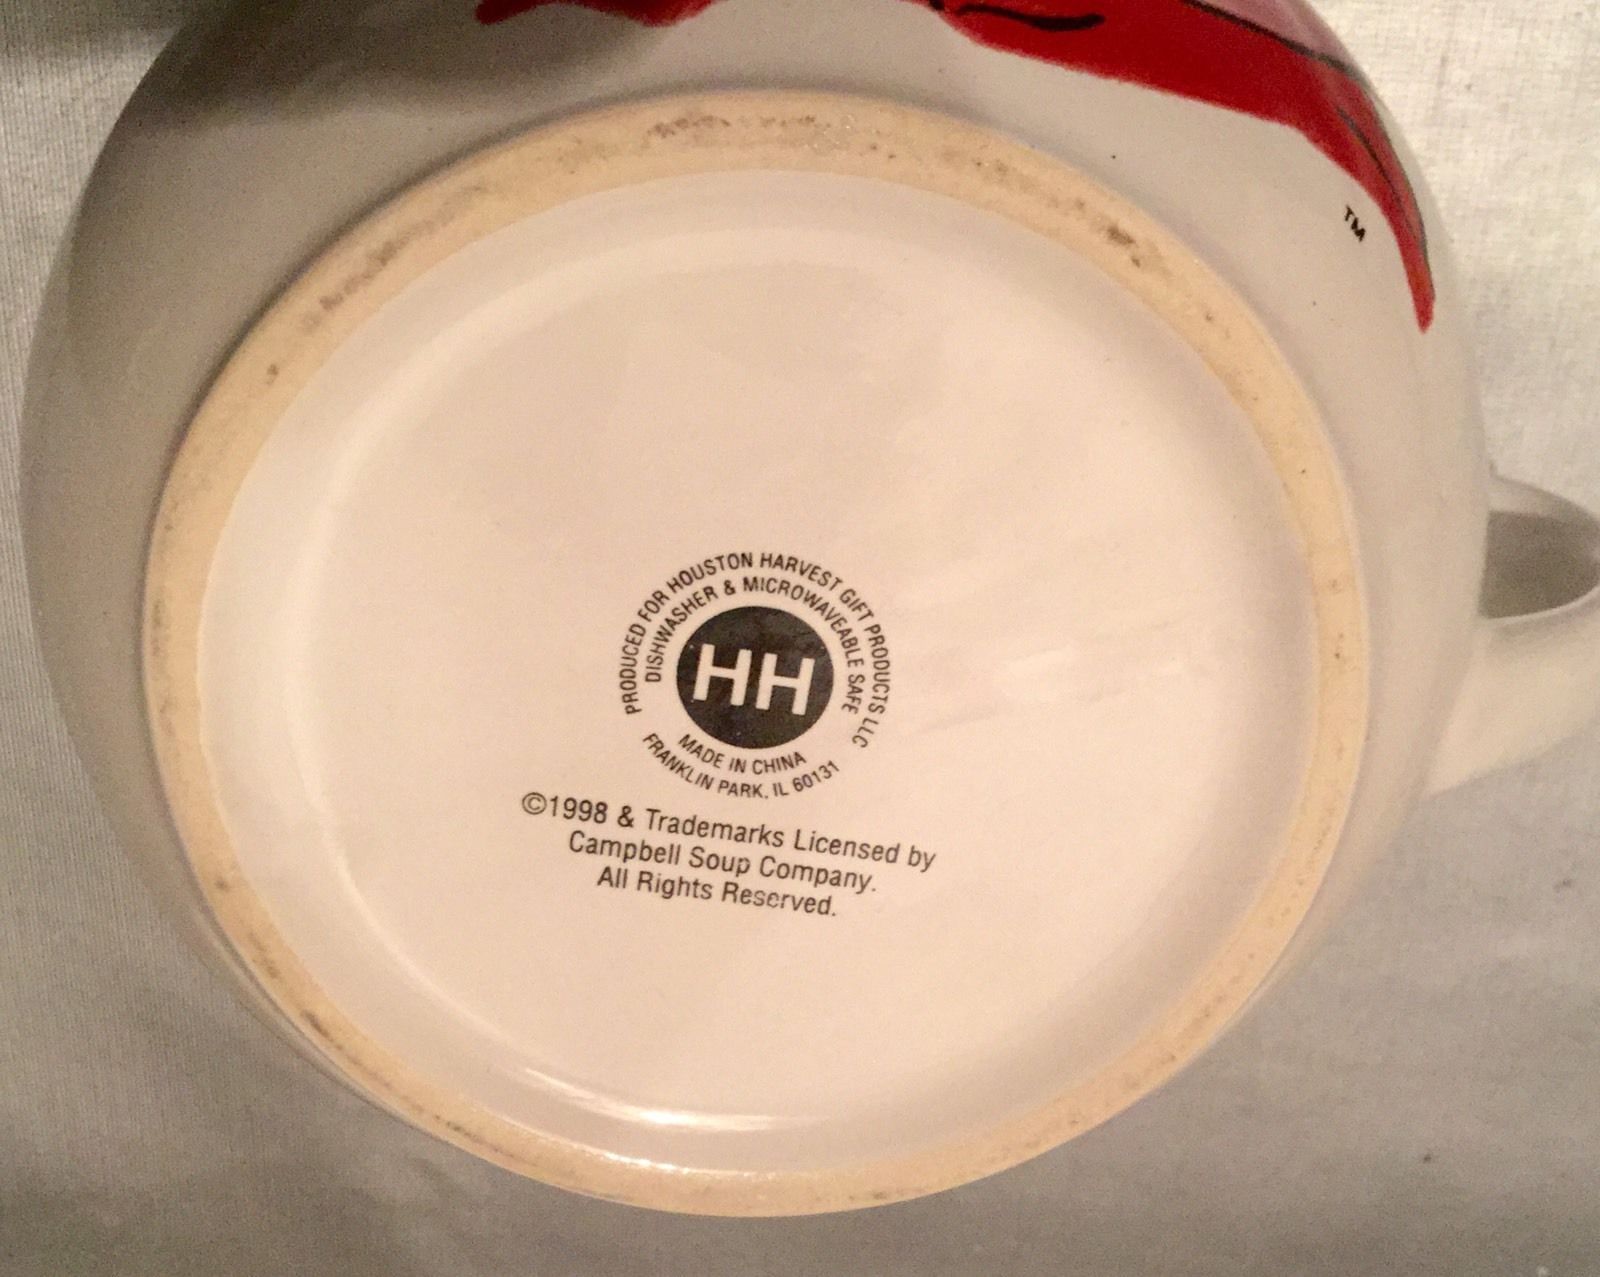 TM
PRODUCED FOR HOUSTON HARVEST GIFT PRODUCTS LLC
DISHWASHER & MICROWAVEABLE SAFE
HH
MADE IN CHINA
FRANKLIN PARK, IL 60131
©1998 & Trademarks Licensed by
Campbell Soup Company.
All Rights Reserved.